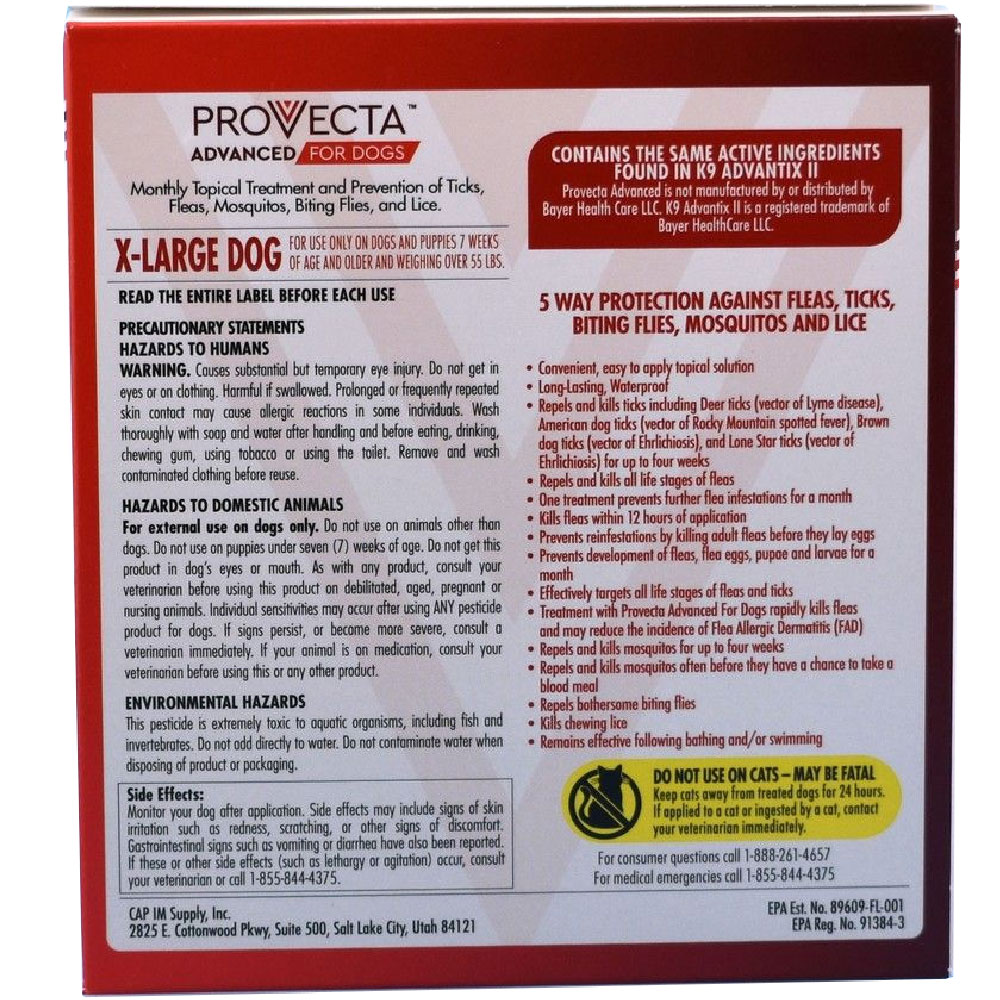 PROVECTA™
ADVANCED FOR DOGS
Monthly Topical Treatment and Prevention of Ticks,
Fleas, Mosquitos, Biting Flies, and Lice.
X-LARGE DOG
FOR USE ONLY ON DOGS AND PUPPIES 7 WEEKS
OF AGE AND OLDER AND WEIGHING OVER 55 LBS.
READ THE ENTIRE LABEL BEFORE EACH USE
PRECAUTIONARY STATEMENTS
HAZARDS TO HUMANS
WARNING. Causes substantial but temporary eye injury. Do not get in
eyes or on clothing. Harmful if swallowed. Prolonged or frequently repeated
skin contact may cause allergic reactions in some individuals. Wash
thoroughly with soap and water after handling and before eating, drinking,
chewing gum, using tobacco or using the toilet. Remove and wash
contaminated clothing before reuse.
HAZARDS TO DOMESTIC ANIMALS
For external use on dogs only. Do not use on animals other than
dogs. Do not use on puppies under seven (7) weeks of age. Do not get this
product in dog's eyes or mouth. As with any product, consult your
veterinarian before using this product on debilitated, aged, pregnant or
nursing animals. Individual sensitivities may occur after using ANY pesticide
product for dogs. If signs persist, or become more severe, consult a
veterinarian immediately. If your animal is on medication, consult your
veterinarian before using this or any other product.
ENVIRONMENTAL HAZARDS
This pesticide is extremely toxic to aquatic organisms, including fish and
invertebrates. Do not add directly to water. Do not contaminate water when
disposing of product or packaging.
Side Effects:
Monitor your dog after application. Side effects may include signs of skin
irritation such as redness, scratching, or other signs of discomfort.
Gastrointestinal signs such as vomiting or diarrhea have also been reported.
If these or other side effects (such as lethargy or agitation) occur, consult
your veterinarian or call 1-855-844-4375.
CONTAINS THE SAME ACTIVE INGREDIENTS
FOUND IN K9 ADVANTIX II
Provecta Advanced is not manufactured by or distributed by
Bayer Health Care LLC. K9 Advantix II is a registered trademark of
Bayer HealthCare LLC.
5 WAY PROTECTION AGAINST FLEAS, TICKS,
BITING FLIES, MOSQUITOS AND LICE
• Convenient, easy to apply topical solution
• Long-Lasting, Waterproof
• Repels and kills ticks including Deer ticks (vector of Lyme disease),
American dog ticks (vector of Rocky Mountain spotted fever), Brown
dog ticks (vector of Ehrlichiosis), and Lone Star ticks (vector of
Ehrlichiosis) for up to four weeks
• Repels and kills all life stages of fleas
• One treatment prevents further flea infestations for a month
• Kills fleas within 12 hours of application
• Prevents reinfestations by killing adult fleas before they lay eggs
• Prevents development of fleas, flea eggs, pupae and larvae for a
month
• Effectively targets all life stages of fleas and ticks
• Treatment with Provecta Advanced For Dogs rapidly kills fleas
and may reduce the incidence of Flea Allergic Dermatitis (FAD)
• Repels and kills mosquitos for up to four weeks
• Repels and kills mosquitos often before they have a chance to take a
blood meal
• Repels bothersome biting flies
• Kills chewing lice
• Remains effective following bathing and/or swimming
DO NOT USE ON CATS – MAY BE FATAL
Keep cats away from treated dogs for 24 hours.
If applied to a cat or ingested by a cat, contact
your veterinarian immediately.
For consumer questions call 1-888-261-4657
For medical emergencies call 1-855-844-4375
CAP IM Supply, Inc.
2825 E. Cottonwood Pkwy, Suite 500, Salt Lake City, Utah 84121
EPA Est. No. 89609-FL-001
EPA Reg. No. 91384-3